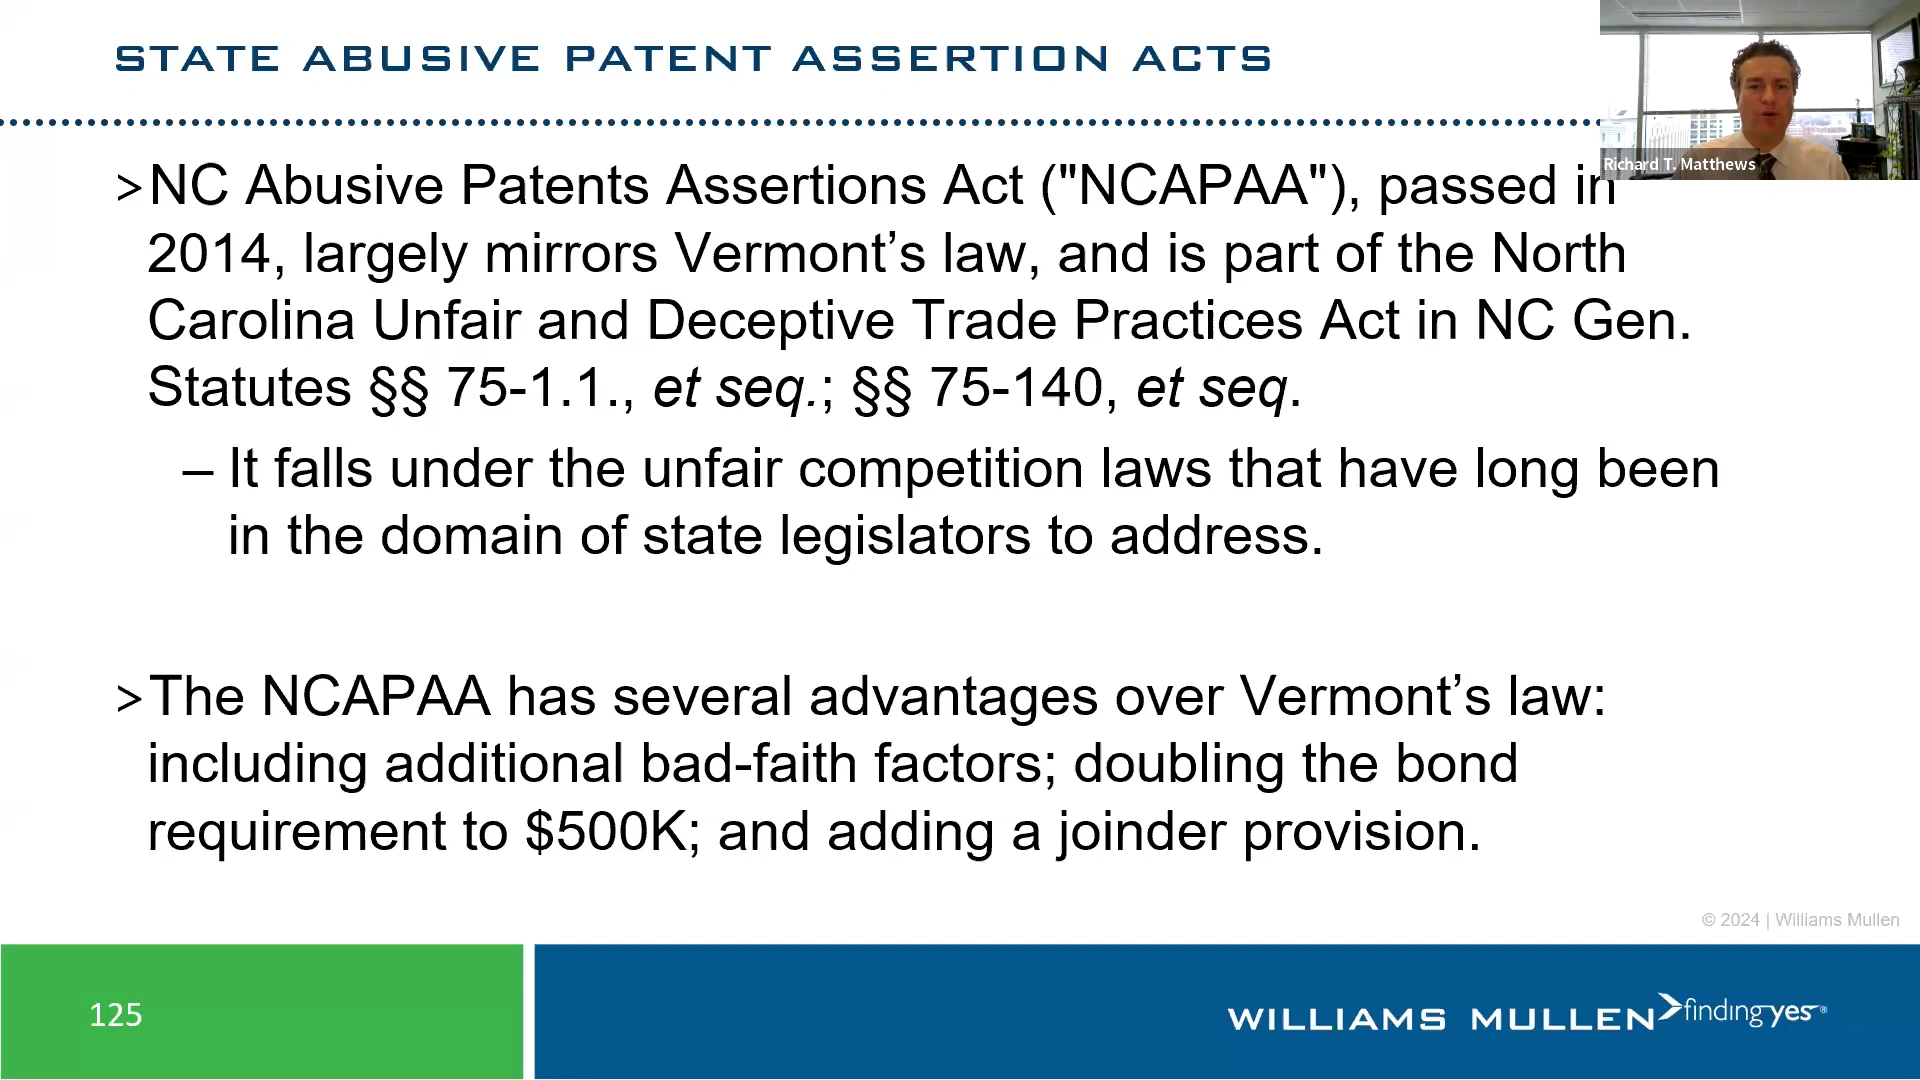 STATE ABUSIVE PATENT ASSERTION ACTS
Richard T. Matthews
>NC Abusive Patents Assertions Act ("NCAPAA"), passed in
2014, largely mirrors Vermont’s law, and is part of the North
Carolina Unfair and Deceptive Trade Practices Act in NC Gen.
Statutes §§ 75-1.1., et seq.; §§ 75-140, et seq.
– It falls under the unfair competition laws that have long been
in the domain of state legislators to address.
>The NCAPAA has several advantages over Vermont’s law:
including additional bad-faith factors; doubling the bond
requirement to $500K; and adding a joinder provision.
© 2024 | Williams Mullen
125
WILLIAMS MULLEN findingyes®